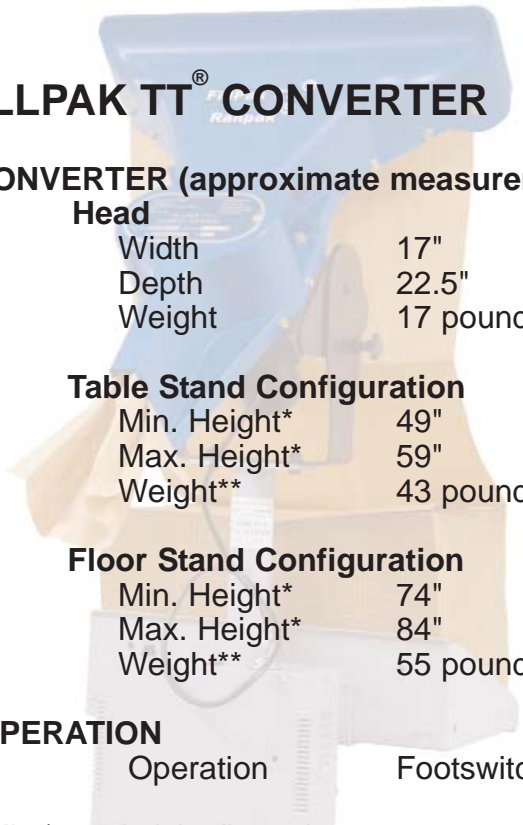 LLPAK TT® CONVERTER
ONVERTER (approximate measure
Head
Width 17"
Depth 22.5"
Weight 17 pound
Table Stand Configuration
Min. Height* 49"
Max. Height* 59"
Weight** 43 pound
Floor Stand Configuration
Min. Height* 74"
Max. Height* 84"
Weight** 55 pound
PERATION
Operation Footswitc